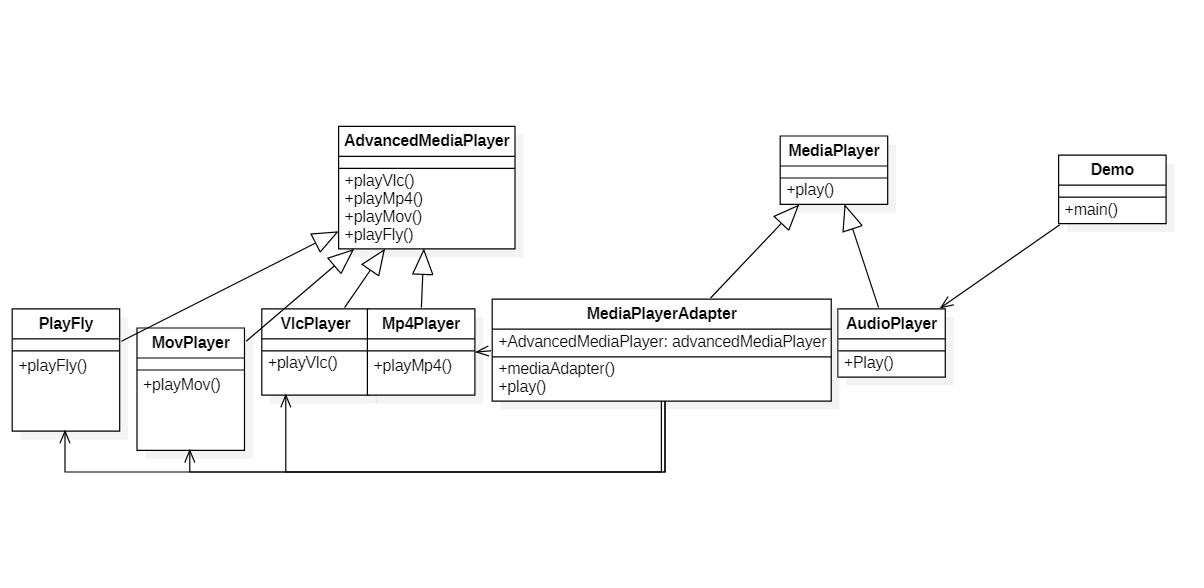 AdvancedMediaPlayer
+playVlc()
+playMp4()
+playMov()
+playFly()
MediaPlayer
+play()
Demo
+main()
PlayFly
+playFly()
MovPlayer
+playMov()
VlcPlayer
+playVlc()
Mp4Player
+playMp4()
MediaPlayerAdapter
+AdvancedMediaPlayer: advancedMediaPlayer
+mediaAdapter()
+play()
AudioPlayer
+Play()